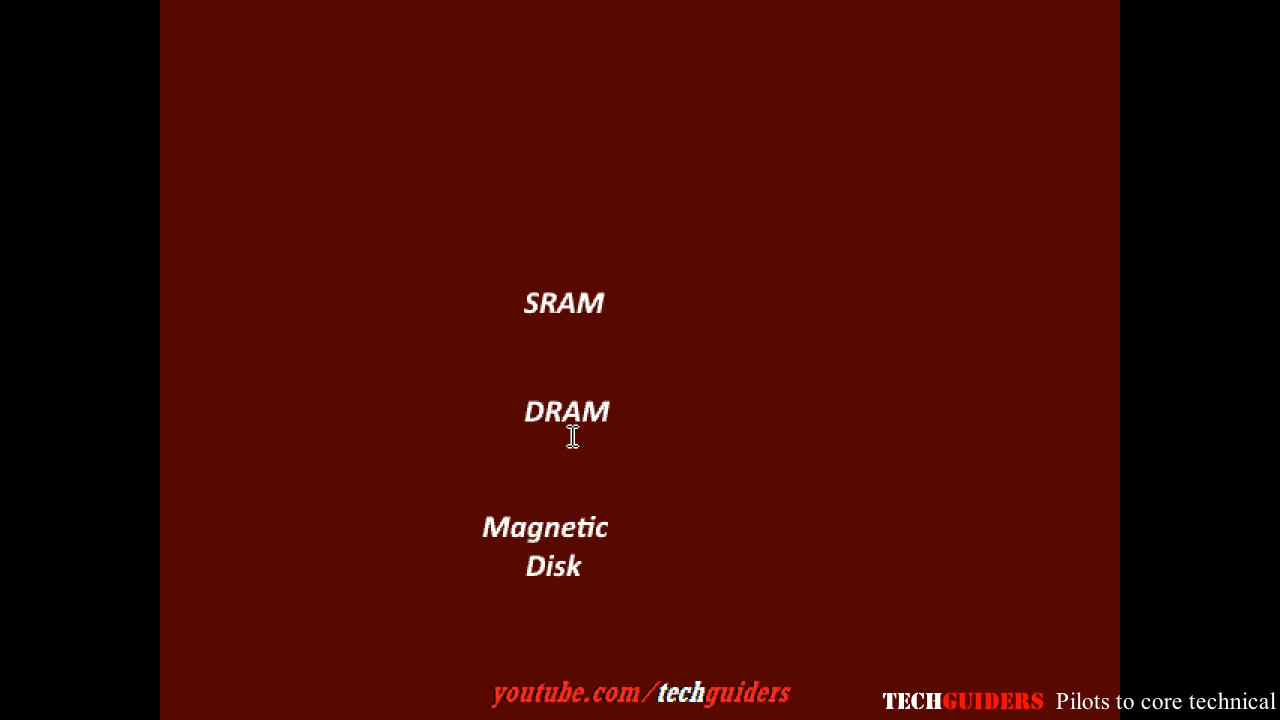 SRAM
DRAM
Magnetic
Disk
youtube.com/techguiders
TECHGUIDERS Pilots to core technical